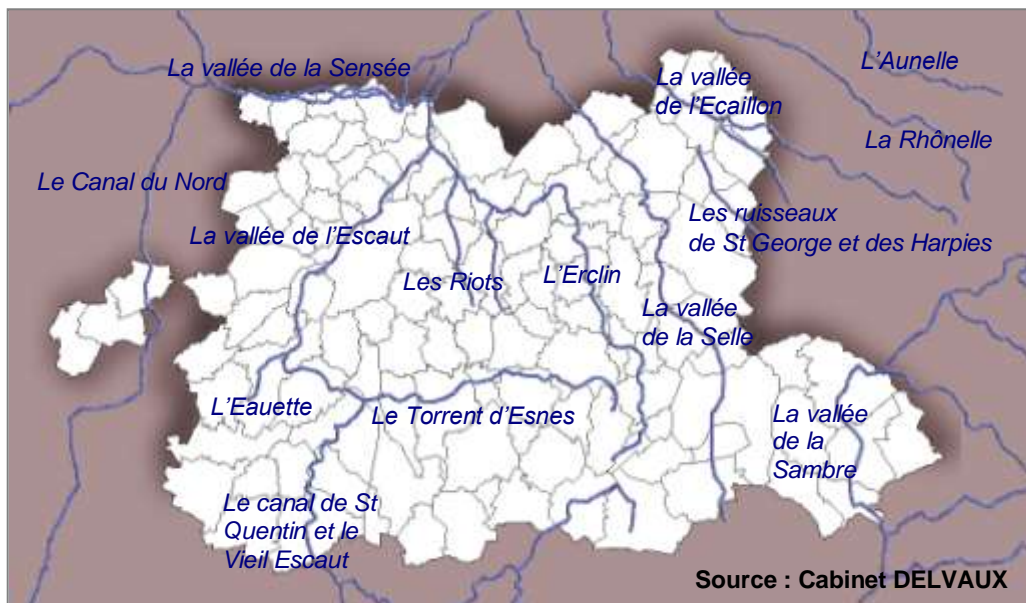 La vallée de la Sensée
La vallée
de l'Ecaillon
L'Aunelle
La Rhônelle
Le Canal du Nord
La vallée de l'Escaut
Les ruisseaux
de St George et des Harpies
Les Riots
L'Erclin
La vallée
de la Selle
L'Eauette
Le Torrent d'Esnes
La vallée
de la
Sambre
Le canal de St
Quentin et le
Vieil Escaut
Source : Cabinet DELVAUX